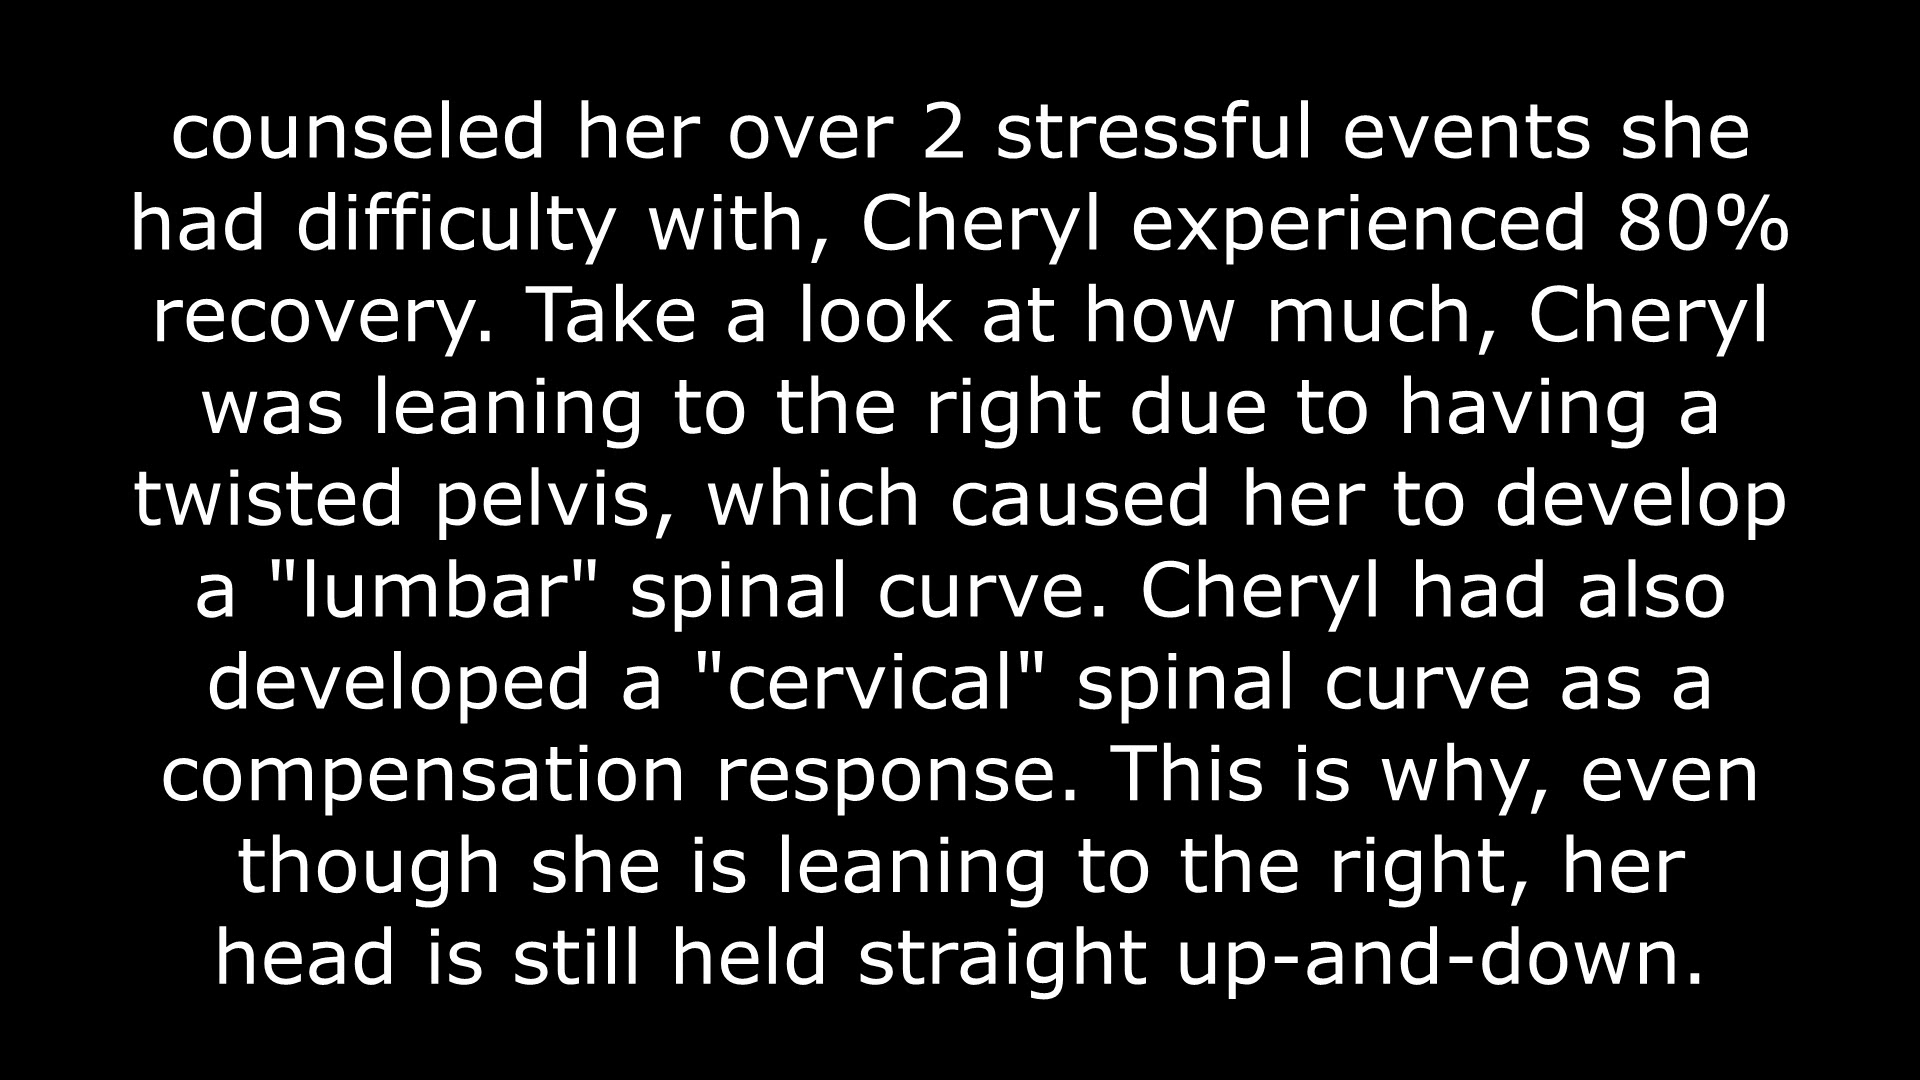 counseled her over 2 stressful events she
had difficulty with, Cheryl experienced 80%
recovery. Take a look at how much, Cheryl
was leaning to the right due to having a
twisted pelvis, which caused her to develop
a "lumbar" spinal curve. Cheryl had also
developed a "cervical" spinal curve as a
compensation response. This is why, even
though she is leaning to the right, her
head is still held straight up-and-down.